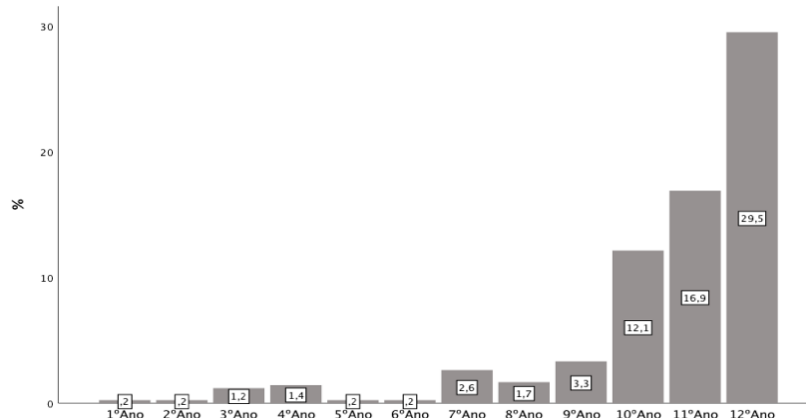 30
20
%
10
0
,2
,2
1,2
1,4
,2
,2
2,6
1,7
3,3
12,1
16,9
29,5
1ºAno
2ºAno
3ºAno
4ºAno
5ºAno
6ºAno
7ºAno
8ºAno
9ºAno
10ºAno
11ºAno
12ºAno